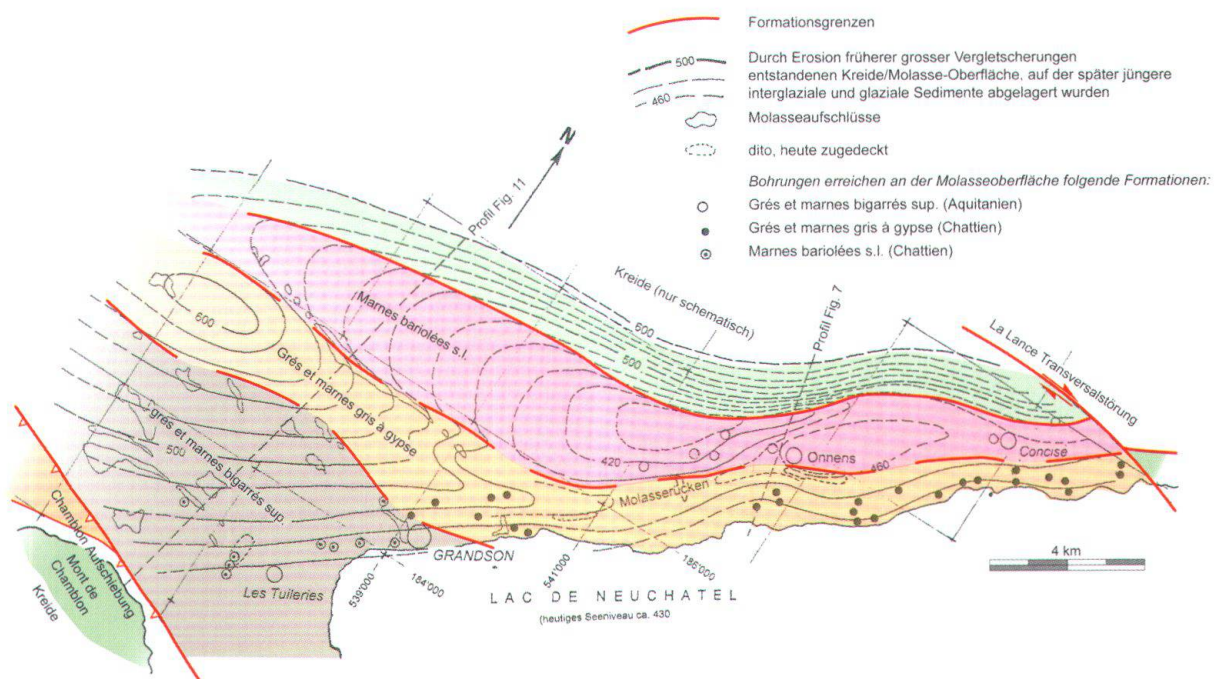 Formationsgrenzen
500
460
Durch Erosion früherer grosser Vergletscherungen
entstandenen Kreide/Molasse-Oberfläche, auf der später jüngere
interglaziale und glaziale Sedimente abgelagert wurden
Molasseaufschlüsse
dito, heute zugedeckt
Bohrungen erreichen an der Molasseoberfläche folgende Formationen:
Grés et marnes bigarrés sup. (Aquitanien)
Grés et marnes gris à gypse (Chattien)
Marnes bariolées s.l. (Chattien)
N
Profil Fig. 11
Kreide (nur schematisch)
600
500
Profil Fig. 7
La Lance Transversalstörung
Marnes bariolées s.l.
600
Grés et marnes gris à gypse
grés et marnes bigarrés sup.
500
420
Onnens
460
Concise
Molasserücken
Chamblon Aufschiebung
Mont de
Chamblon
Kreide
GRANDSON
Les Tuileries
539'000
184'000
541'000
186'000
LAC DE NEUCHATEL
(heutiges Seeniveau ca. 430
4 km